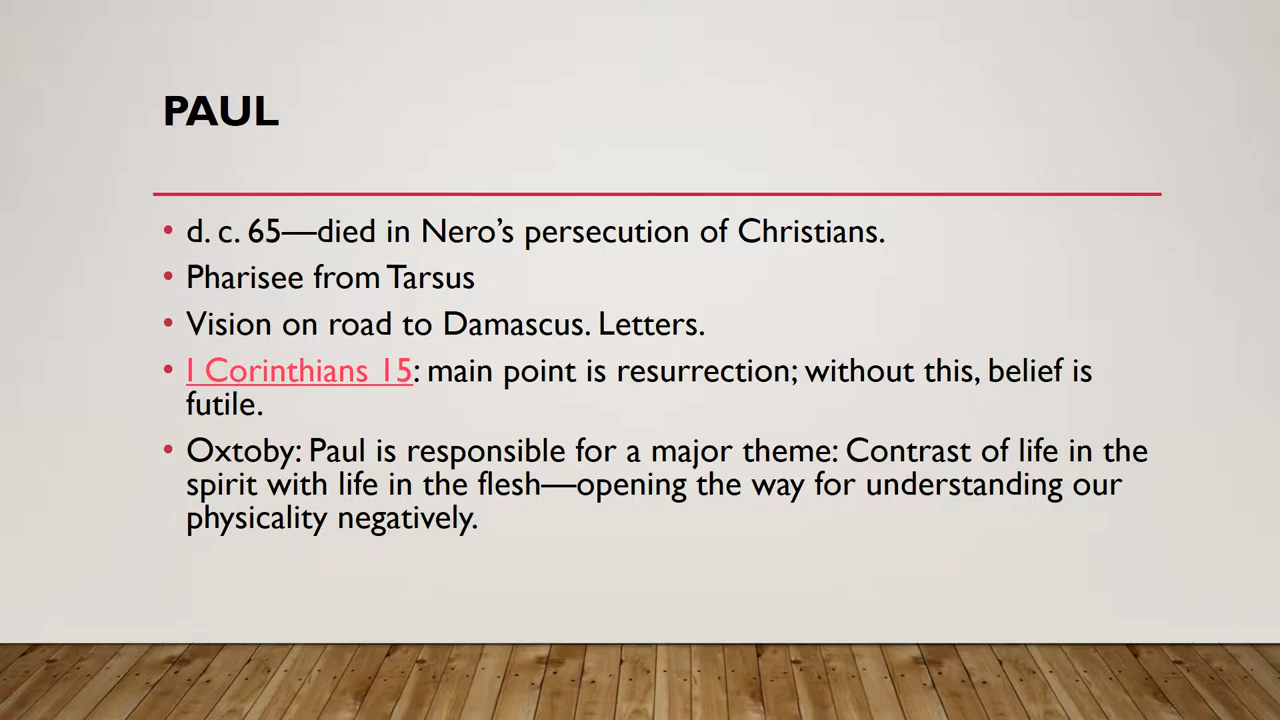 PAUL
• d. c. 65—died in Nero’s persecution of Christians.
• Pharisee from Tarsus
• Vision on road to Damascus. Letters.
• I Corinthians 15: main point is resurrection; without this, belief is
futile.
• Oxtoby: Paul is responsible for a major theme: Contrast of life in the
spirit with life in the flesh—opening the way for understanding our
physicality negatively.